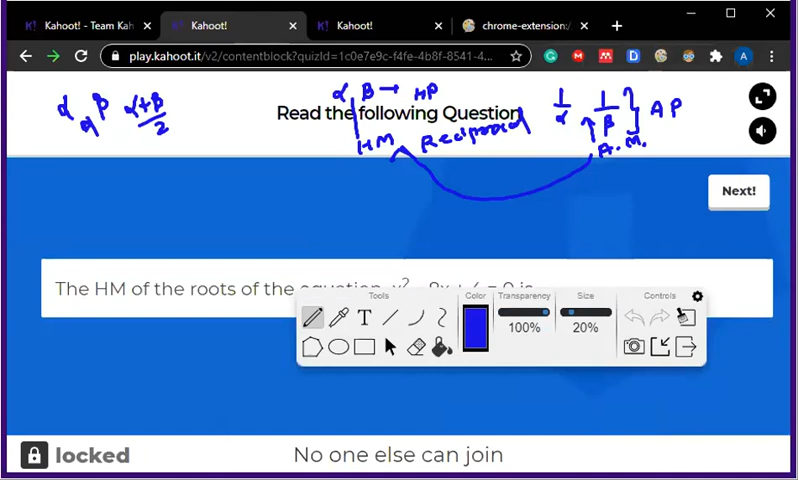 Kahoot! - Team Kah
Kahoot!
Kahoot!
chrome-extension:/
play.kahoot.it/v2/contentblock?quizId=1c0e7e9c-f4fe-4b8f-8541-4...
α β α+β/2
α β → HP
Read the following Question
HM Reciprocal
1/α 1/β } AP
A.M.
Next!
The HM of the roots of the equation
Tools
Color
Transparency
Size
Controls
100%
20%
locked
No one else can join